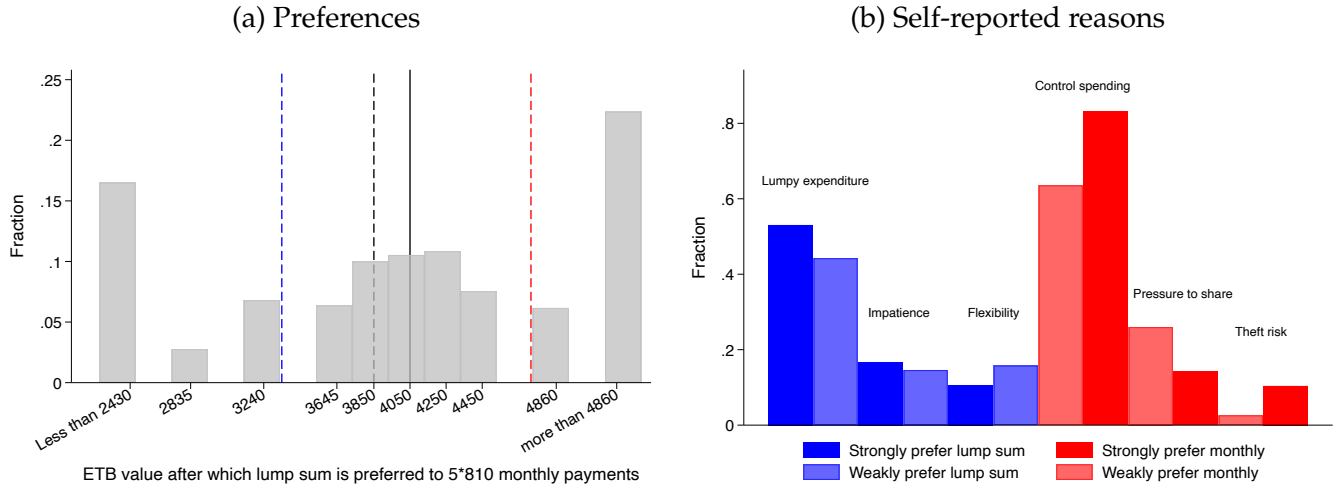 (a) Preferences
.25
.2
.15
.1
.05
0
Fraction
Less than 2430
2835
3240
3645
3850
4050
4250
4450
4860
more than 4860
ETB value after which lump sum is preferred to 5*810 monthly payments
(b) Self-reported reasons
.8
.6
.4
.2
0
Fraction
Control spending
Lumpy expenditure
Impatience
Flexibility
Pressure to share
Theft risk
Strongly prefer lump sum
Strongly prefer monthly
Weakly prefer lump sum
Weakly prefer monthly